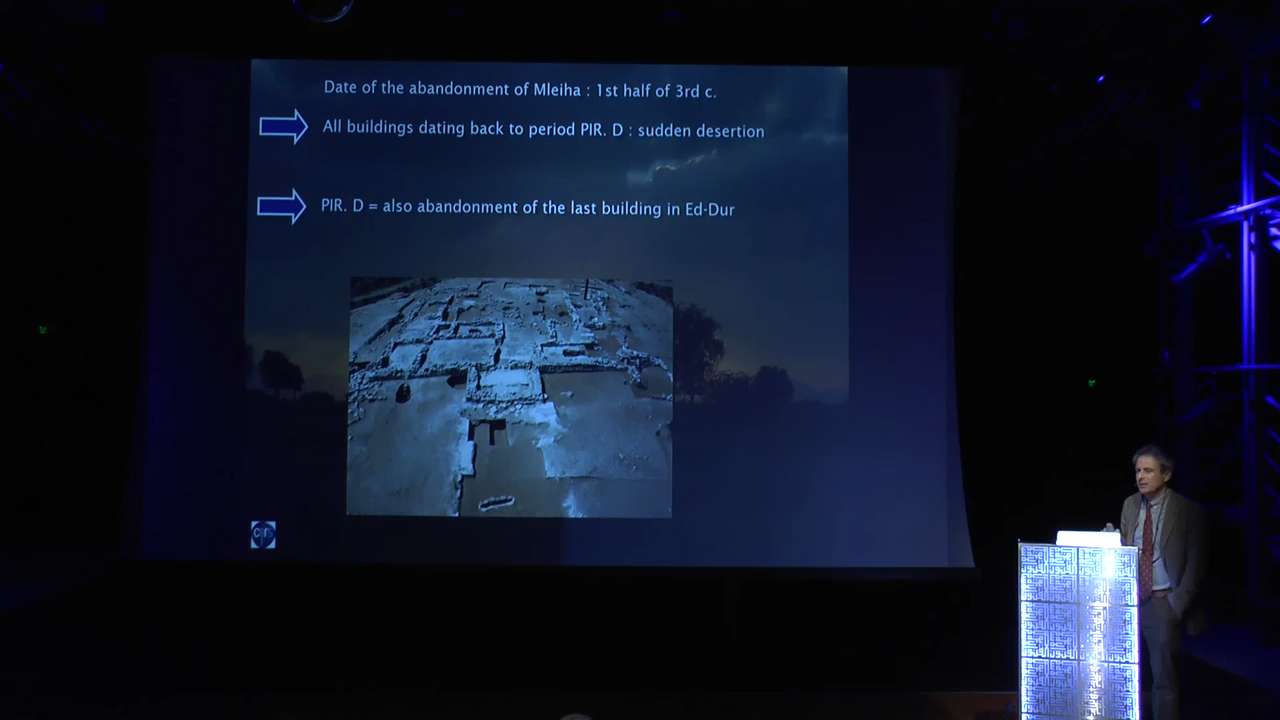 Date of the abandonment of Mleiha : 1st half of 3rd c.
All buildings dating back to period PIR. D : sudden desertion
PIR. D = also abandonment of the last building in Ed-Dur
cnrs